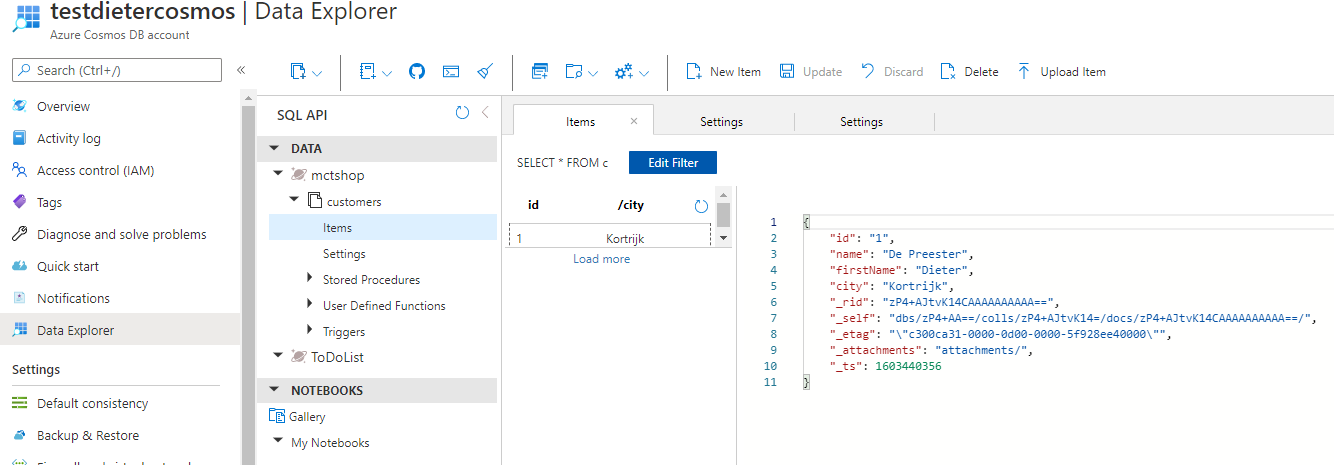 testdietercosmos | Data Explorer
Azure Cosmos DB account
Search (Ctrl+/)
Overview
Activity log
Access control (IAM)
Tags
Diagnose and solve problems
Quick start
Notifications
Data Explorer
Settings
Default consistency
Backup & Restore
New Item
Update
Discard
Delete
Upload Item
SQL API
DATA
mctshop
customers
Items
Settings
Stored Procedures
User Defined Functions
Triggers
ToDoList
NOTEBOOKS
Gallery
My Notebooks
Items
Settings
Settings
SELECT * FROM c
Edit Filter
id /city
1 Kortrijk
Load more
1 {
2 "id": "1",
3 "name": "De Preester",
4 "firstName": "Dieter",
5 "city": "Kortrijk",
6 "_rid": "zP4+AJtvK14CAAAAAAAAAA==",
7 "_self": "dbs/zP4+AA==/colls/zP4+AJtvK14=/docs/zP4+AJtvK14CAAAAAAAAAA==/",
8 "_etag": "\"c300ca31-0000-0d00-0000-5f928ee40000\"",
9 "_attachments": "attachments/",
10 "_ts": 1603440356
11 }